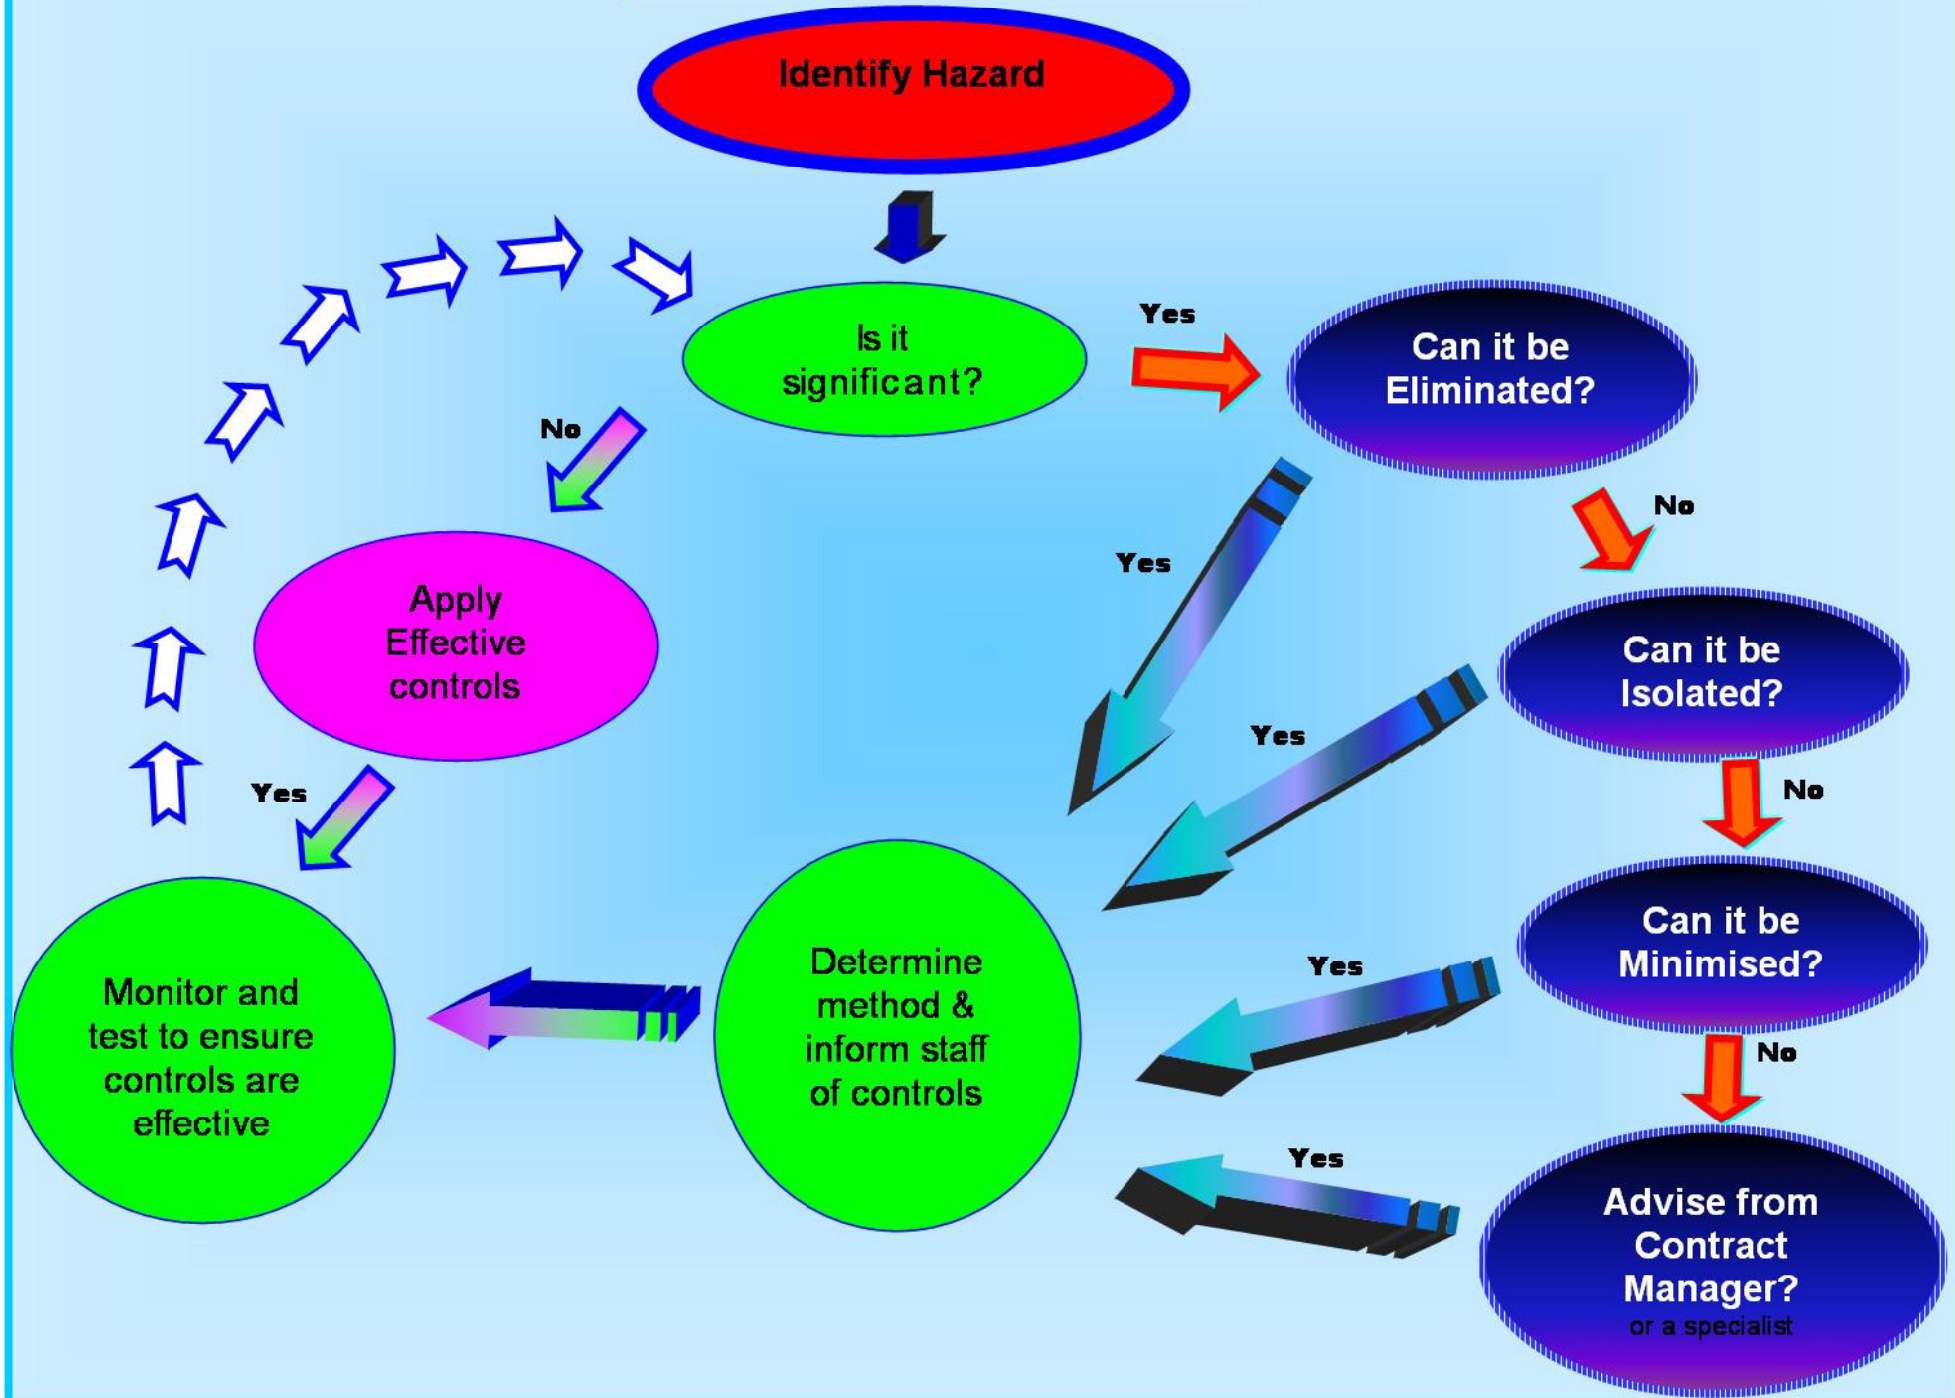 Identify Hazard
Is it
significant?
Yes
Can it be
Eliminated?
No
No
Yes
Apply
Effective
controls
Can it be
Isolated?
Yes
No
Yes
Can it be
Minimised?
Yes
No
Determine
method &
inform staff
of controls
Monitor and
test to ensure
controls are
effective
Yes
Advise from
Contract
Manager?
or a specialist